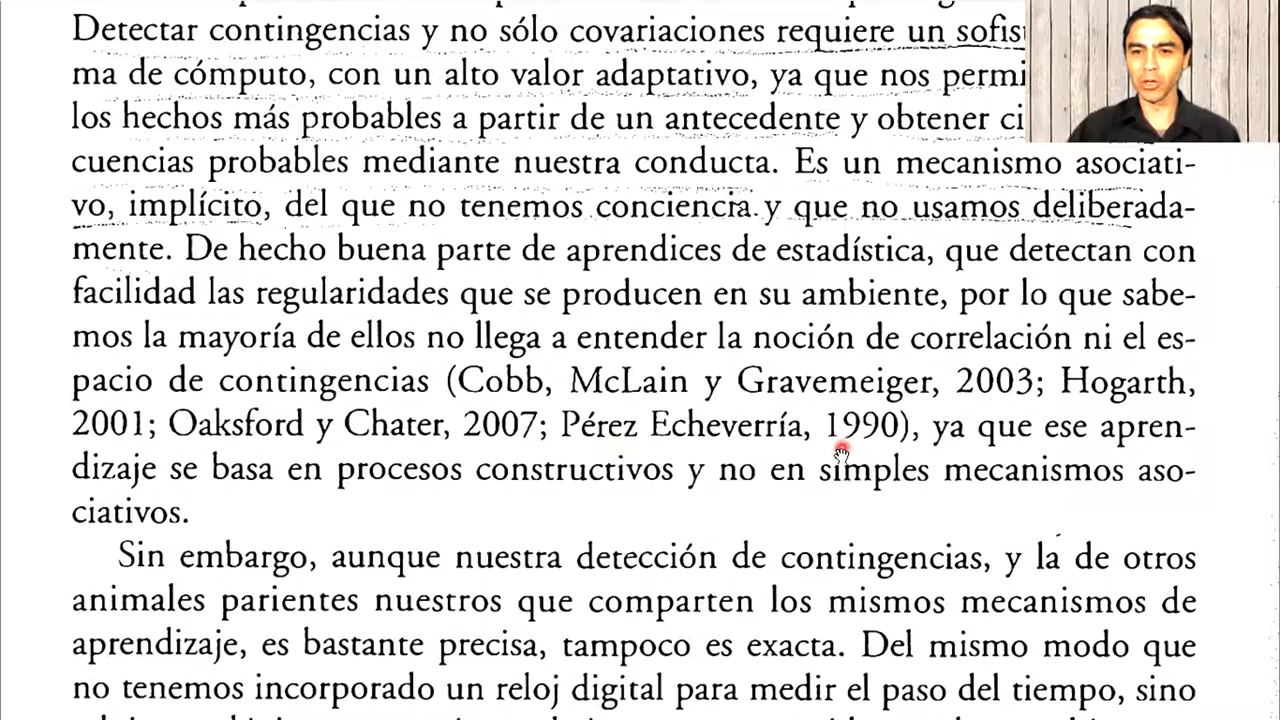 Detectar contingencias y no sólo covariaciones requiere un sofis
ma de cómputo, con un alto valor adaptativo, ya que nos permi
los hechos más probables a partir de un antecedente y obtener ci
cuencias probables mediante nuestra conducta. Es un mecanismo asociati-
vo, implícito, del que no tenemos conciencia y que no usamos deliberada-
mente. De hecho buena parte de aprendices de estadística, que detectan con
facilidad las regularidades que se producen en su ambiente, por lo que sabe-
mos la mayoría de ellos no llega a entender la noción de correlación ni el es-
pacio de contingencias (Cobb, McLain y Gravemeiger, 2003; Hogarth,
2001; Oaksford y Chater, 2007; Pérez Echeverría, 1990), ya que ese apren-
dizaje se basa en procesos constructivos y no en simples mecanismos aso-
ciativos.
Sin embargo, aunque nuestra detección de contingencias, y la de otros
animales parientes nuestros que comparten los mismos mecanismos de
aprendizaje, es bastante precisa, tampoco es exacta. Del mismo modo que
no tenemos incorporado un reloj digital para medir el paso del tiempo, sino